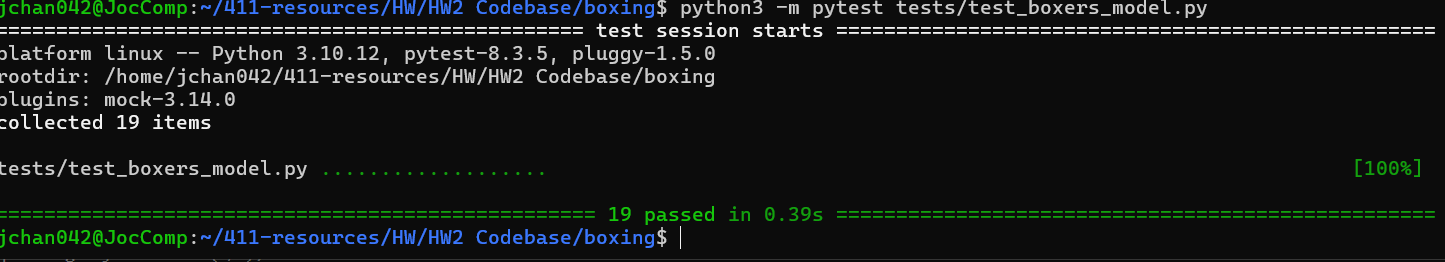 jchan042@JocComp:~/411-resources/HW/HW2 Codebase/boxing$ python3 -m pytest tests/test_boxers_model.py
================================================= test session starts ==================================================
platform linux -- Python 3.10.12, pytest-8.3.5, pluggy-1.5.0
rootdir: /home/jchan042/411-resources/HW/HW2 Codebase/boxing
plugins: mock-3.14.0
collected 19 items
tests/test_boxers_model.py ................... [100%]
================================================== 19 passed in 0.39s ==================================================
jchan042@JocComp:~/411-resources/HW/HW2 Codebase/boxing$